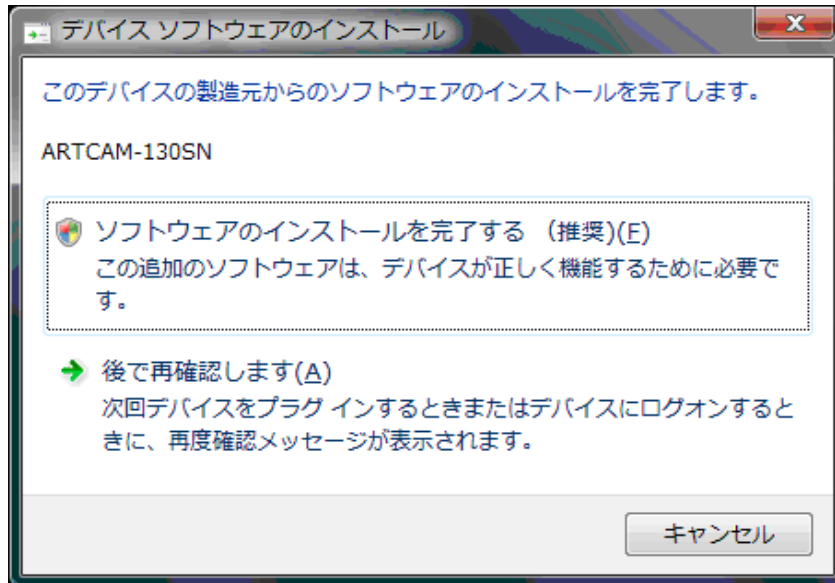 デバイス ソフトウェアのインストール
このデバイスの製造元からのソフトウェアのインストールを完了します。
ARTCAM-130SN
ソフトウェアのインストールを完了する （推奨)(F)
この追加のソフトウェアは、デバイスが正しく機能するために必要で
す。
後で再確認します(A)
次回デバイスをプラグ インするときまたはデバイスにログオンすると
きに、再度確認メッセージが表示されます。
キャンセル